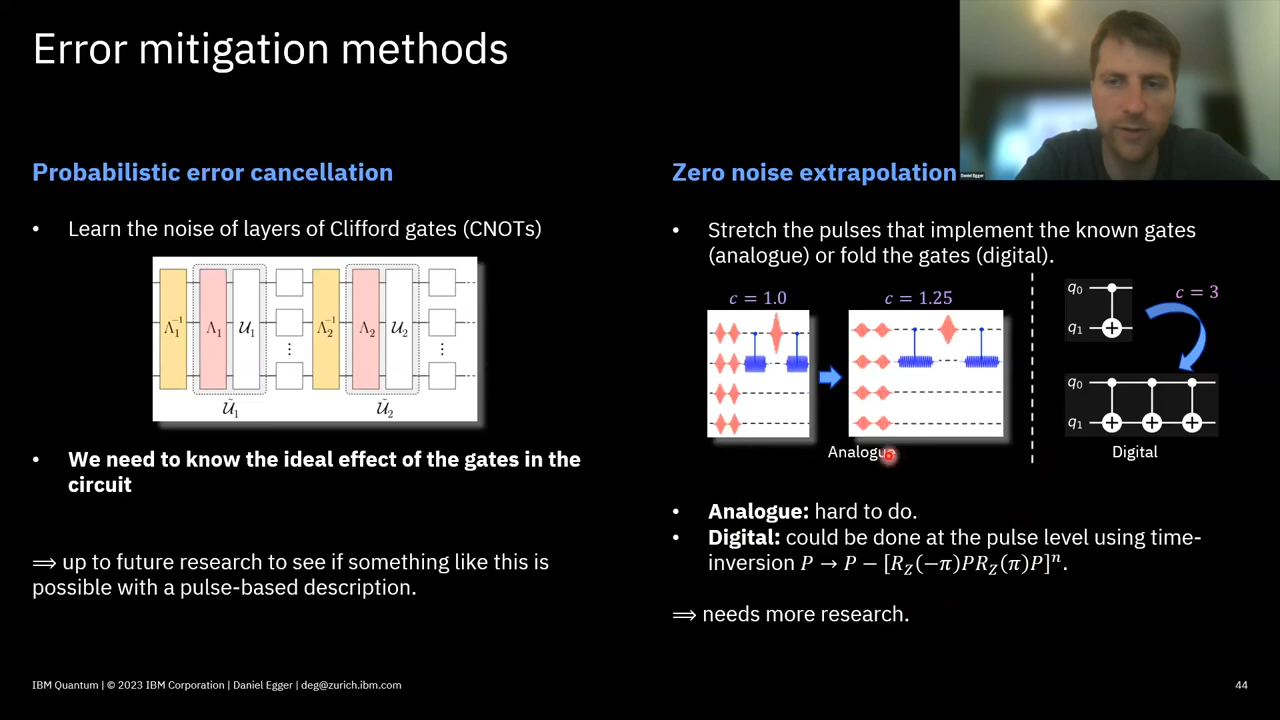 Error mitigation methods
Daniel Egger
Probabilistic error cancellation
• Learn the noise of layers of Clifford gates (CNOTs)
Λ₁⁻¹ Λ₁ 𝒰₁ ⋮ Λ₂⁻¹ Λ₂ 𝒰₂ ⋮
𝒰̃₁ 𝒰̃₂
• We need to know the ideal effect of the gates in the
circuit
⟹ up to future research to see if something like this is
possible with a pulse-based description.
Zero noise extrapolation
• Stretch the pulses that implement the known gates
(analogue) or fold the gates (digital).
c = 1.0 c = 1.25
q₀ c = 3
q₁
q₀
q₁
Analogue Digital
• Analogue: hard to do.
• Digital: could be done at the pulse level using time-
inversion P → P − [R_Z(−π)PR_Z(π)P]ⁿ.
⟹ needs more research.
IBM Quantum | © 2023 IBM Corporation | Daniel Egger | deg@zurich.ibm.com 44